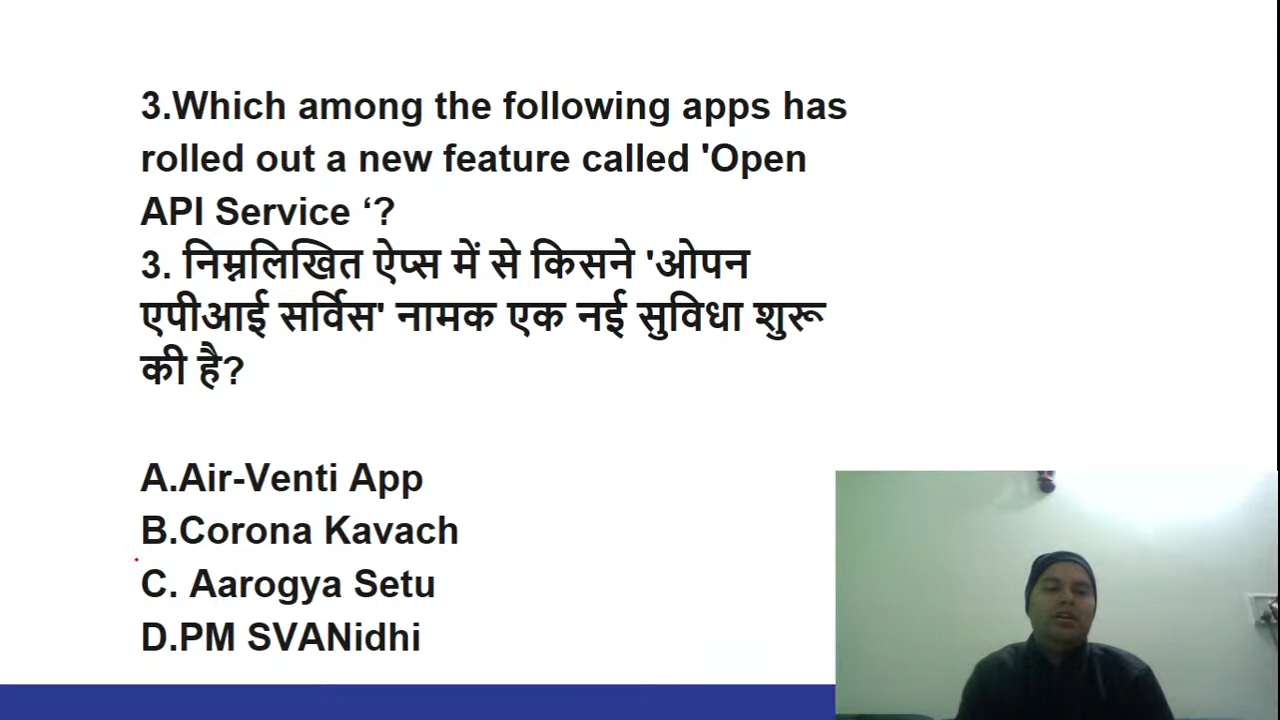 3.Which among the following apps has
rolled out a new feature called 'Open
API Service ‘?
3. निम्नलिखित ऐप्स में से किसने 'ओपन
एपीआई सर्विस' नामक एक नई सुविधा शुरू
की है?
A.Air-Venti App
B.Corona Kavach
C. Aarogya Setu
D.PM SVANidhi